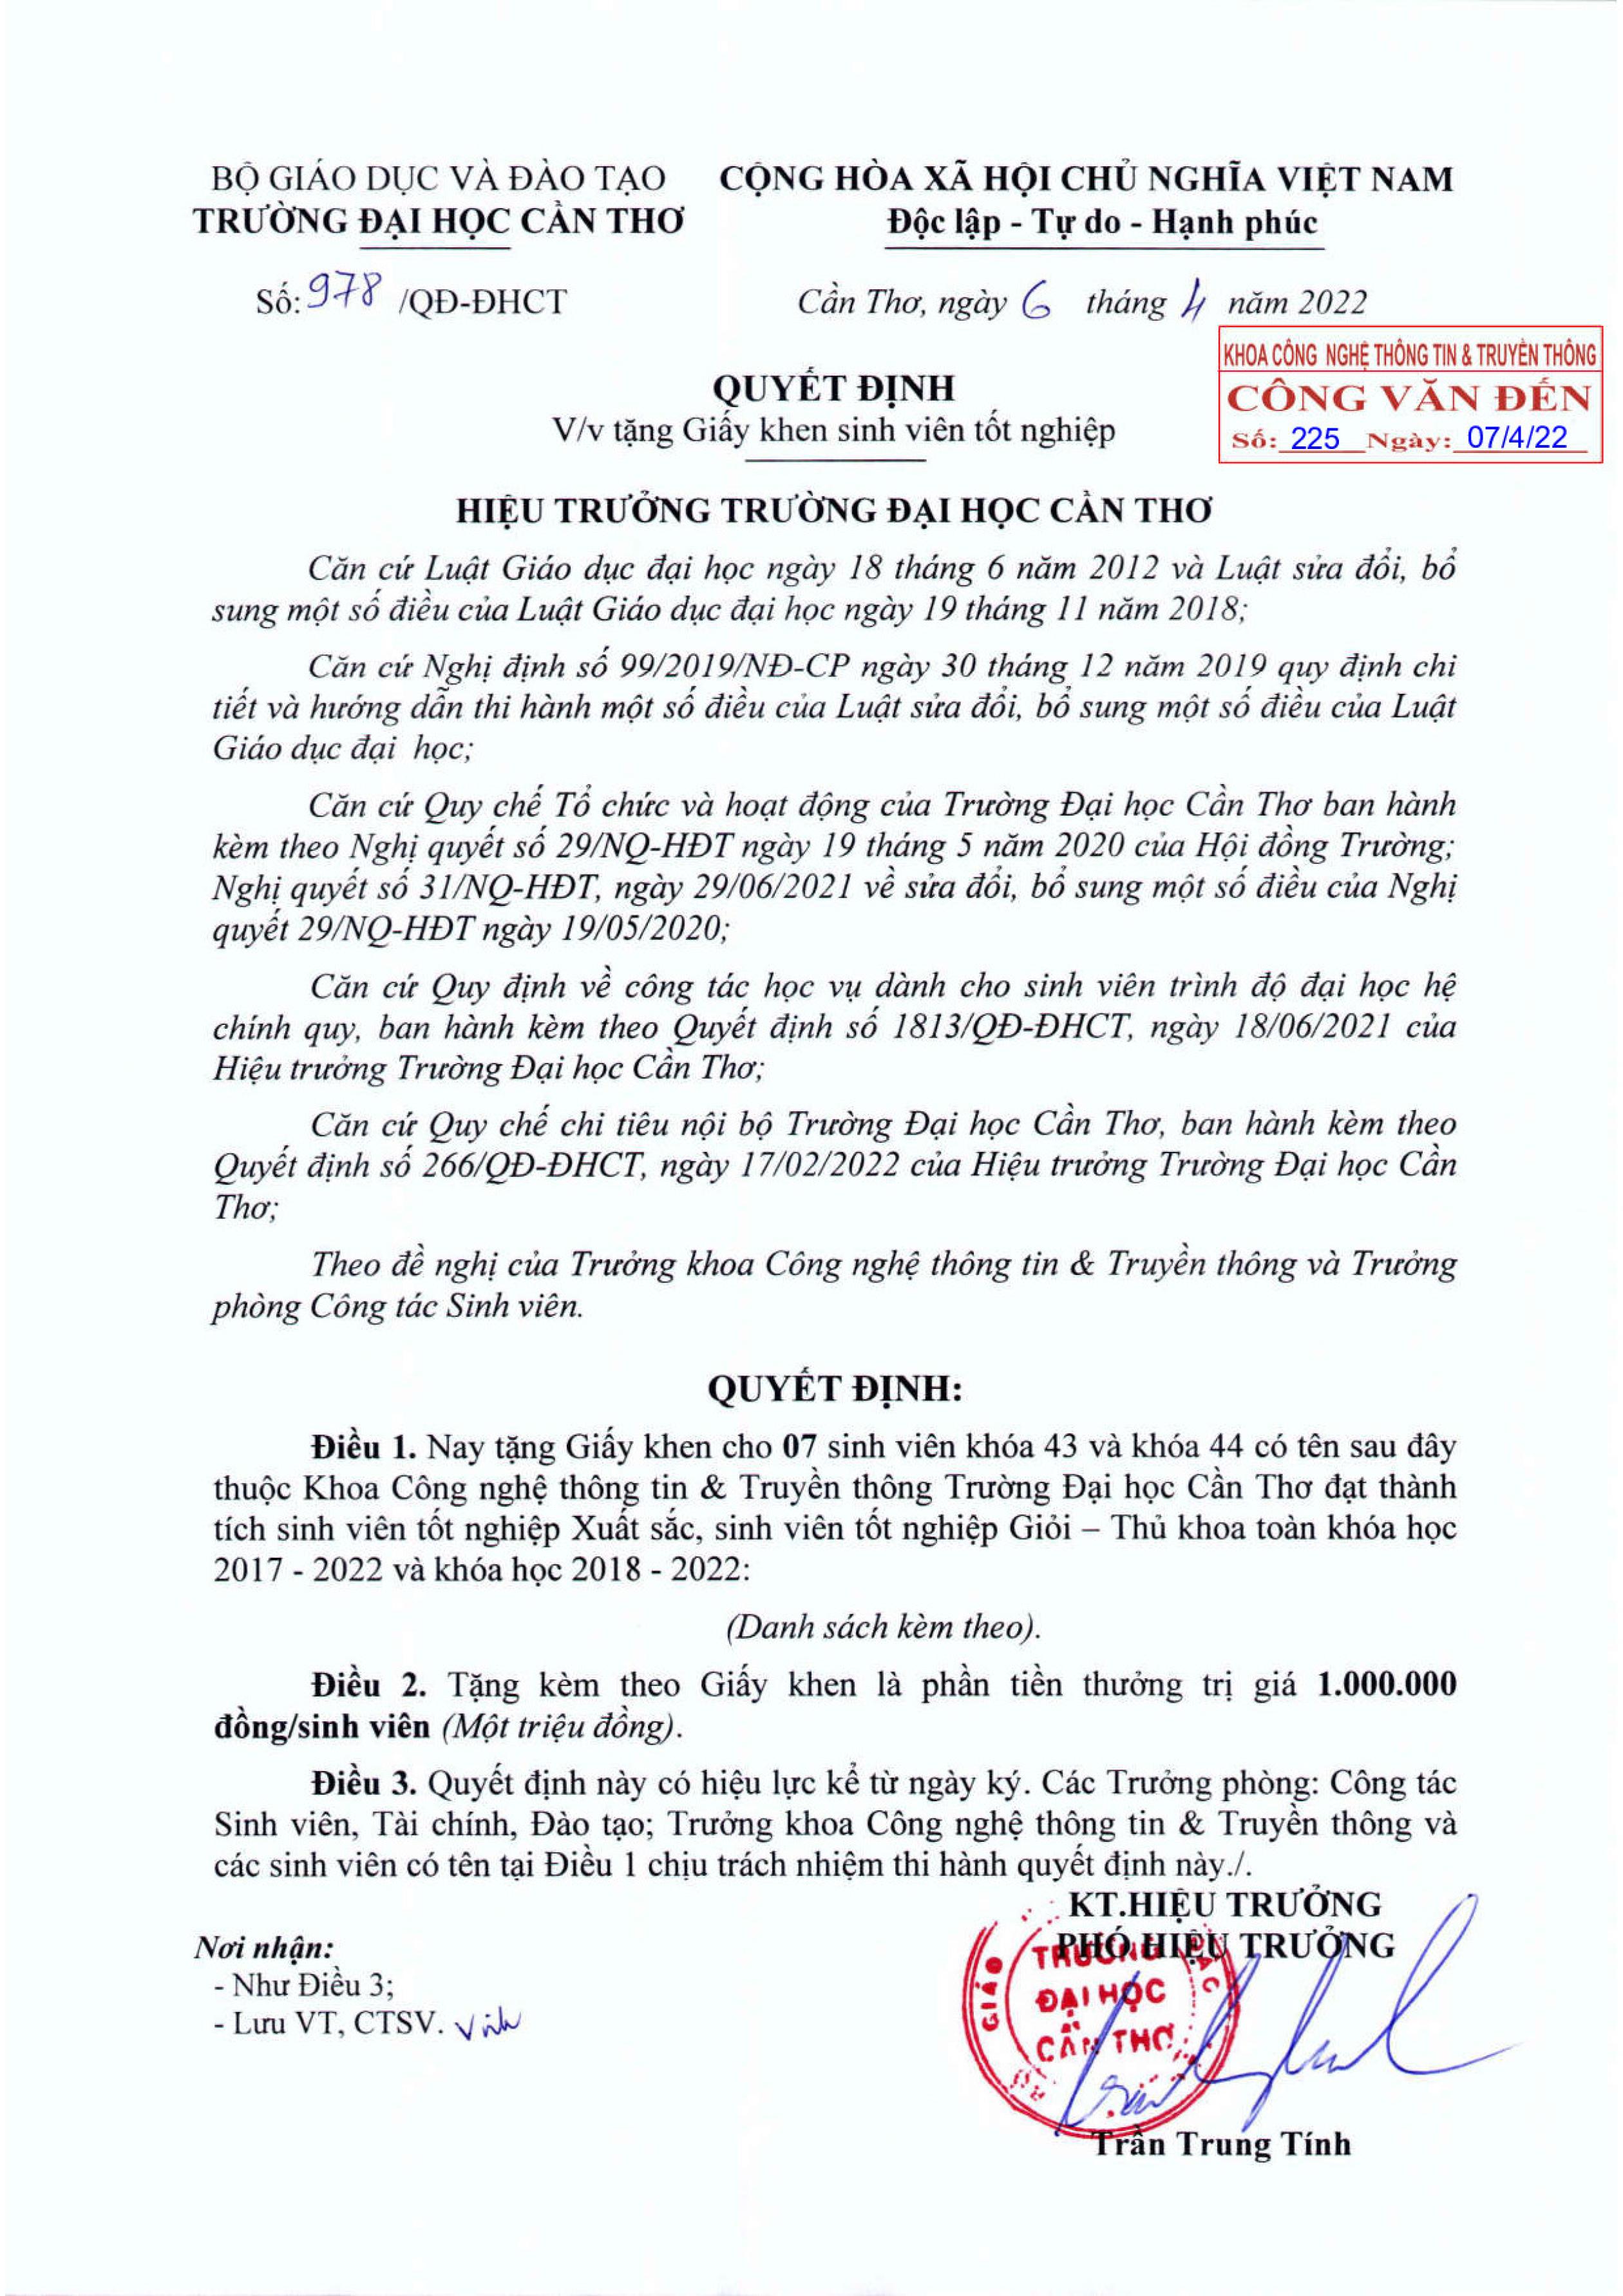 BỘ GIÁO DỤC VÀ ĐÀO TẠO
TRƯỜNG ĐẠI HỌC CẦN THƠ
CỘNG HÒA XÃ HỘI CHỦ NGHĨA VIỆT NAM
Độc lập - Tự do - Hạnh phúc
Số: 978 /QĐ-ĐHCT
Cần Thơ, ngày 6 tháng 4 năm 2022
KHOA CÔNG NGHỆ THÔNG TIN & TRUYỀN THÔNG
CÔNG VĂN ĐẾN
Số: 225 Ngày: 07/4/22
QUYẾT ĐỊNH
V/v tặng Giấy khen sinh viên tốt nghiệp
HIỆU TRƯỞNG TRƯỜNG ĐẠI HỌC CẦN THƠ
Căn cứ Luật Giáo dục đại học ngày 18 tháng 6 năm 2012 và Luật sửa đổi, bổ
sung một số điều của Luật Giáo dục đại học ngày 19 tháng 11 năm 2018;
Căn cứ Nghị định số 99/2019/NĐ-CP ngày 30 tháng 12 năm 2019 quy định chi
tiết và hướng dẫn thi hành một số điều của Luật sửa đổi, bổ sung một số điều của Luật
Giáo dục đại học;
Căn cứ Quy chế Tổ chức và hoạt động của Trường Đại học Cần Thơ ban hành
kèm theo Nghị quyết số 29/NQ-HĐT ngày 19 tháng 5 năm 2020 của Hội đồng Trường;
Nghị quyết số 31/NQ-HĐT, ngày 29/06/2021 về sửa đổi, bổ sung một số điều của Nghị
quyết 29/NQ-HĐT ngày 19/05/2020;
Căn cứ Quy định về công tác học vụ dành cho sinh viên trình độ đại học hệ
chính quy, ban hành kèm theo Quyết định số 1813/QĐ-ĐHCT, ngày 18/06/2021 của
Hiệu trưởng Trường Đại học Cần Thơ;
Căn cứ Quy chế chi tiêu nội bộ Trường Đại học Cần Thơ, ban hành kèm theo
Quyết định số 266/QĐ-ĐHCT, ngày 17/02/2022 của Hiệu trưởng Trường Đại học Cần
Thơ;
Theo đề nghị của Trưởng khoa Công nghệ thông tin & Truyền thông và Trưởng
phòng Công tác Sinh viên.
QUYẾT ĐỊNH:
Điều 1. Nay tặng Giấy khen cho 07 sinh viên khóa 43 và khóa 44 có tên sau đây
thuộc Khoa Công nghệ thông tin & Truyền thông Trường Đại học Cần Thơ đạt thành
tích sinh viên tốt nghiệp Xuất sắc, sinh viên tốt nghiệp Giỏi – Thủ khoa toàn khóa học
2017 - 2022 và khóa học 2018 - 2022:
(Danh sách kèm theo).
Điều 2. Tặng kèm theo Giấy khen là phần tiền thưởng trị giá 1.000.000
đồng/sinh viên (Một triệu đồng).
Điều 3. Quyết định này có hiệu lực kể từ ngày ký. Các Trưởng phòng: Công tác
Sinh viên, Tài chính, Đào tạo; Trưởng khoa Công nghệ thông tin & Truyền thông và
các sinh viên có tên tại Điều 1 chịu trách nhiệm thi hành quyết định này./.
KT.HIỆU TRƯỞNG
PHÓ HIỆU TRƯỞNG
Nơi nhận:
- Như Điều 3;
- Lưu VT, CTSV.
GIÁO
TRƯỜNG
ĐẠI HỌC
CẦN THƠ
Trần Trung Tính